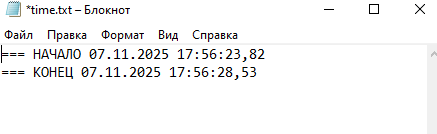 *time.txt – Блокнот
Файл Правка Формат Вид Справка
=== НАЧАЛО 07.11.2025 17:56:23,82
=== КОНЕЦ 07.11.2025 17:56:28,53